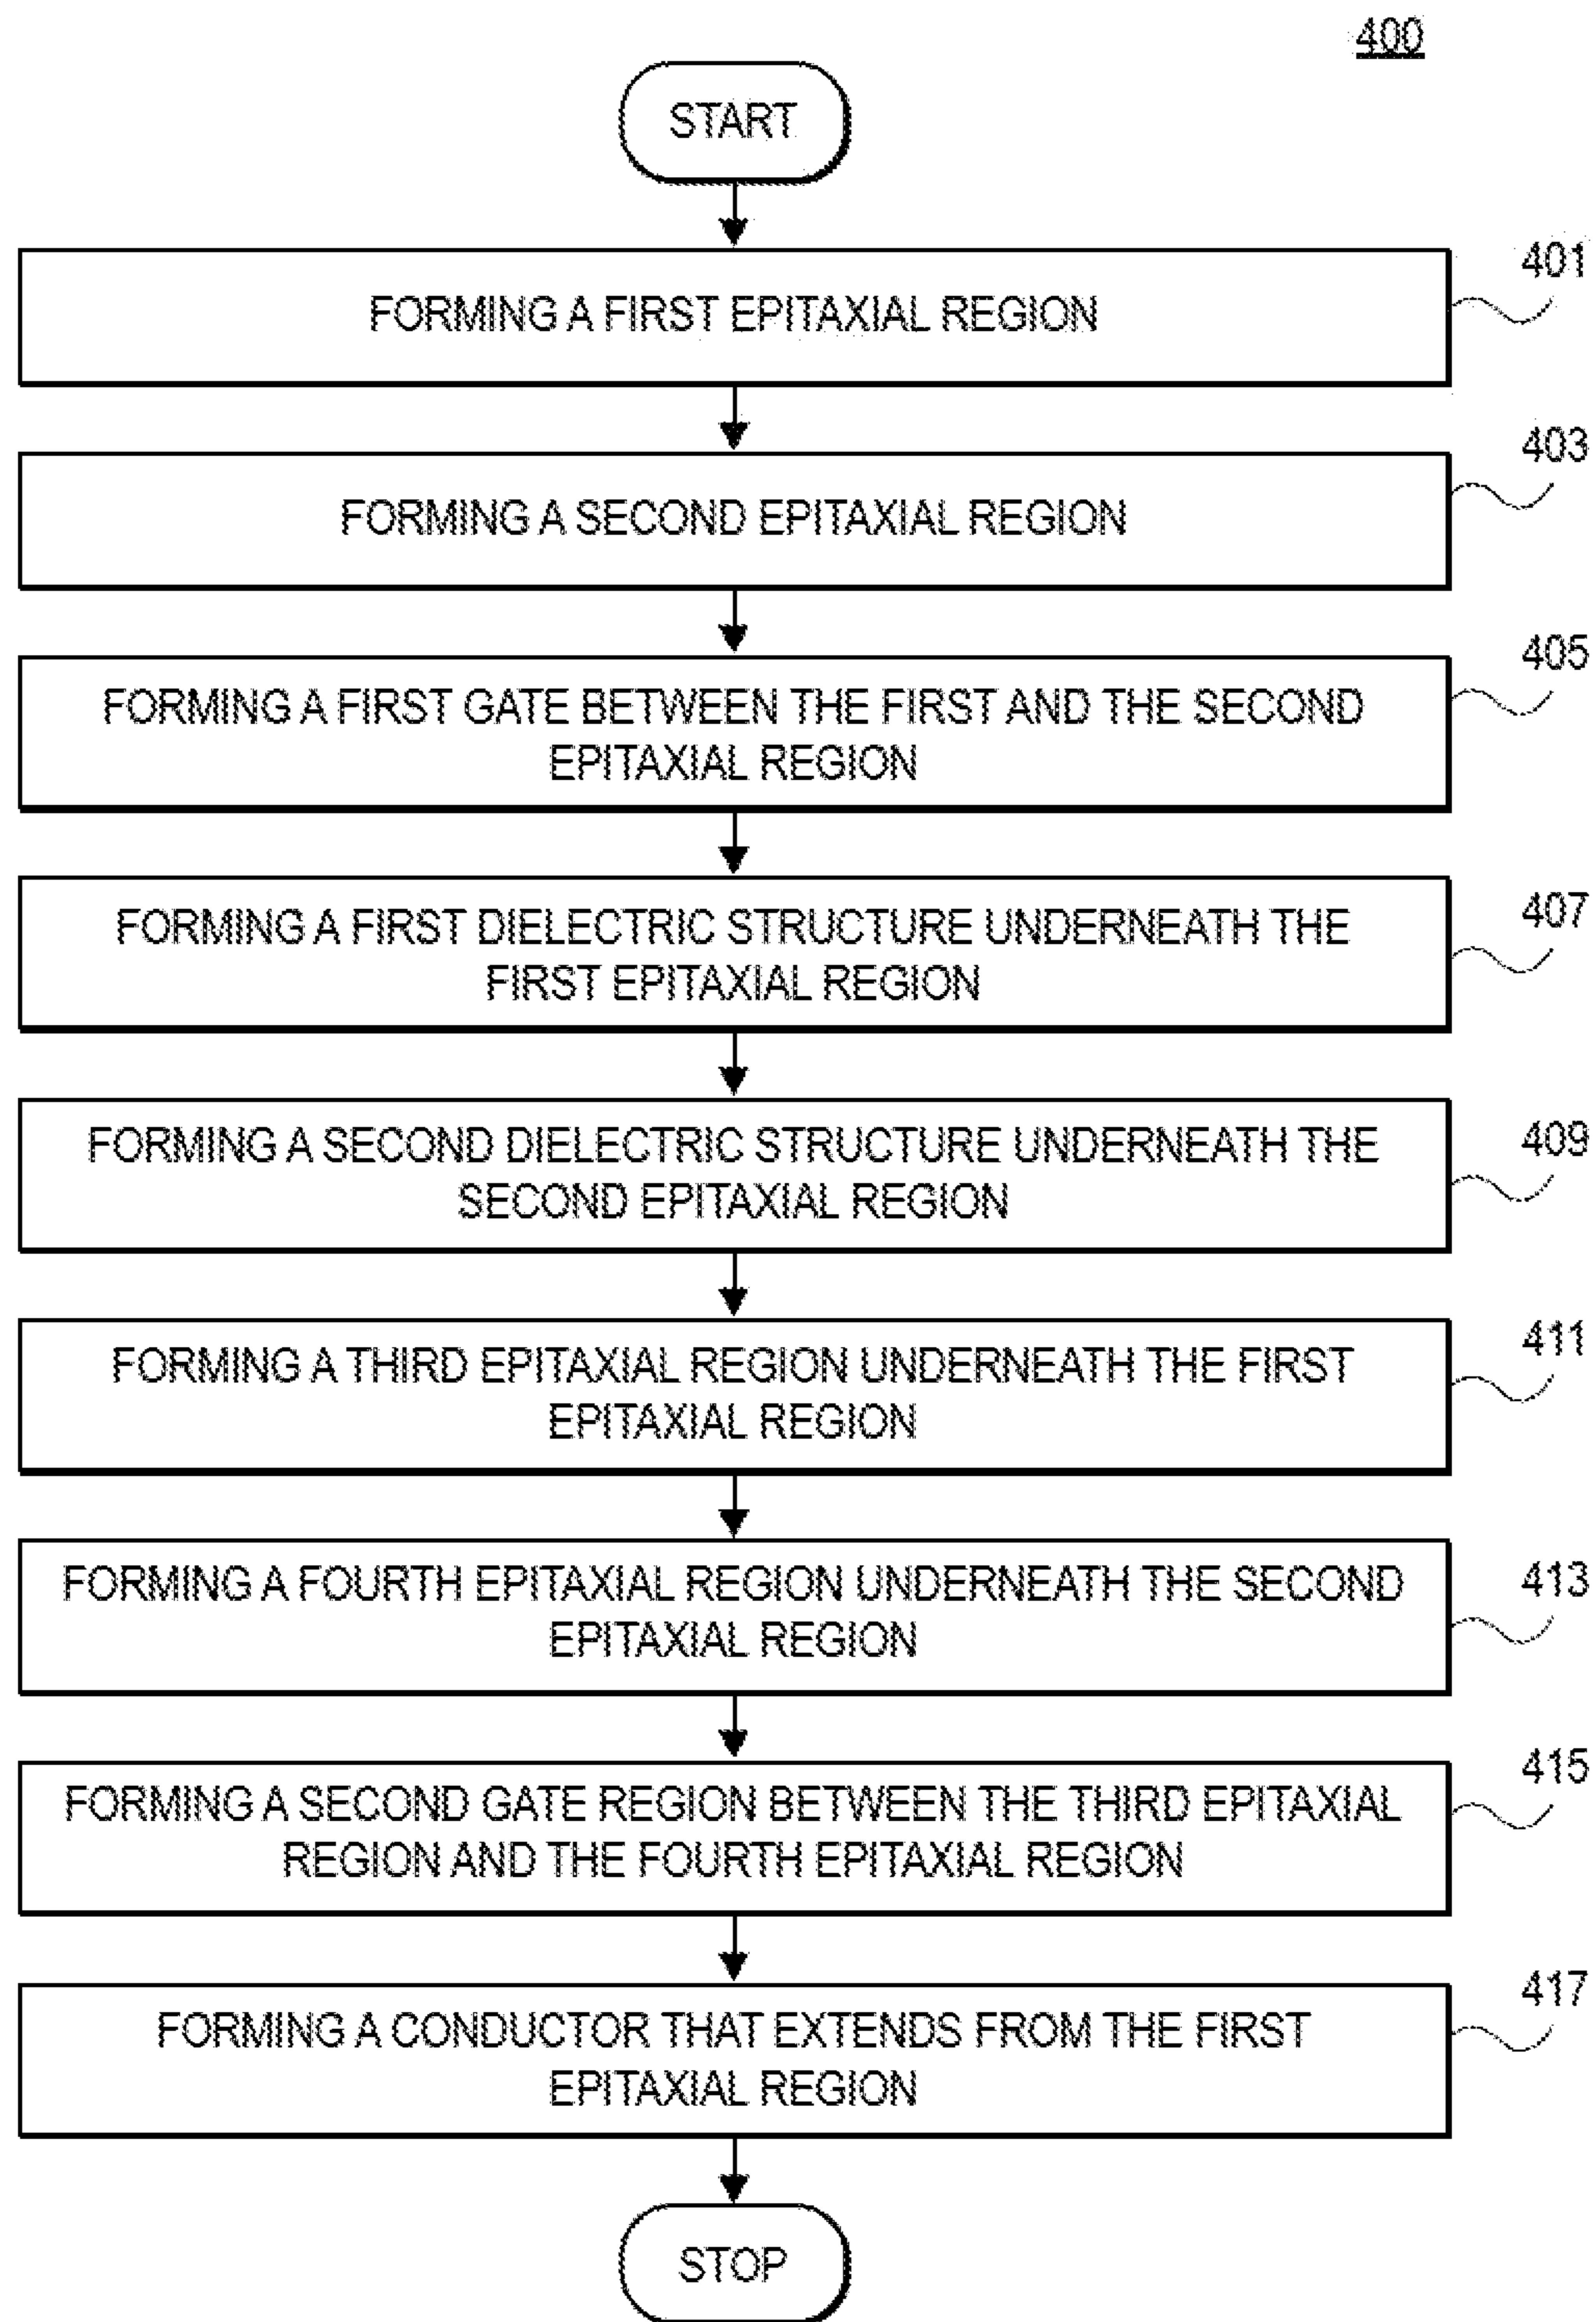 400
START
401
FORMING A FIRST EPITAXIAL REGION
403
FORMING A SECOND EPITAXIAL REGION
405
FORMING A FIRST GATE BETWEEN THE FIRST AND THE SECOND
EPITAXIAL REGION
407
FORMING A FIRST DIELECTRIC STRUCTURE UNDERNEATH THE
FIRST EPITAXIAL REGION
409
FORMING A SECOND DIELECTRIC STRUCTURE UNDERNEATH THE
SECOND EPITAXIAL REGION
411
FORMING A THIRD EPITAXIAL REGION UNDERNEATH THE FIRST
EPITAXIAL REGION
413
FORMING A FOURTH EPITAXIAL REGION UNDERNEATH THE SECOND
EPITAXIAL REGION
415
FORMING A SECOND GATE REGION BETWEEN THE THIRD EPITAXIAL
REGION AND THE FOURTH EPITAXIAL REGION
417
FORMING A CONDUCTOR THAT EXTENDS FROM THE FIRST
EPITAXIAL REGION
STOP